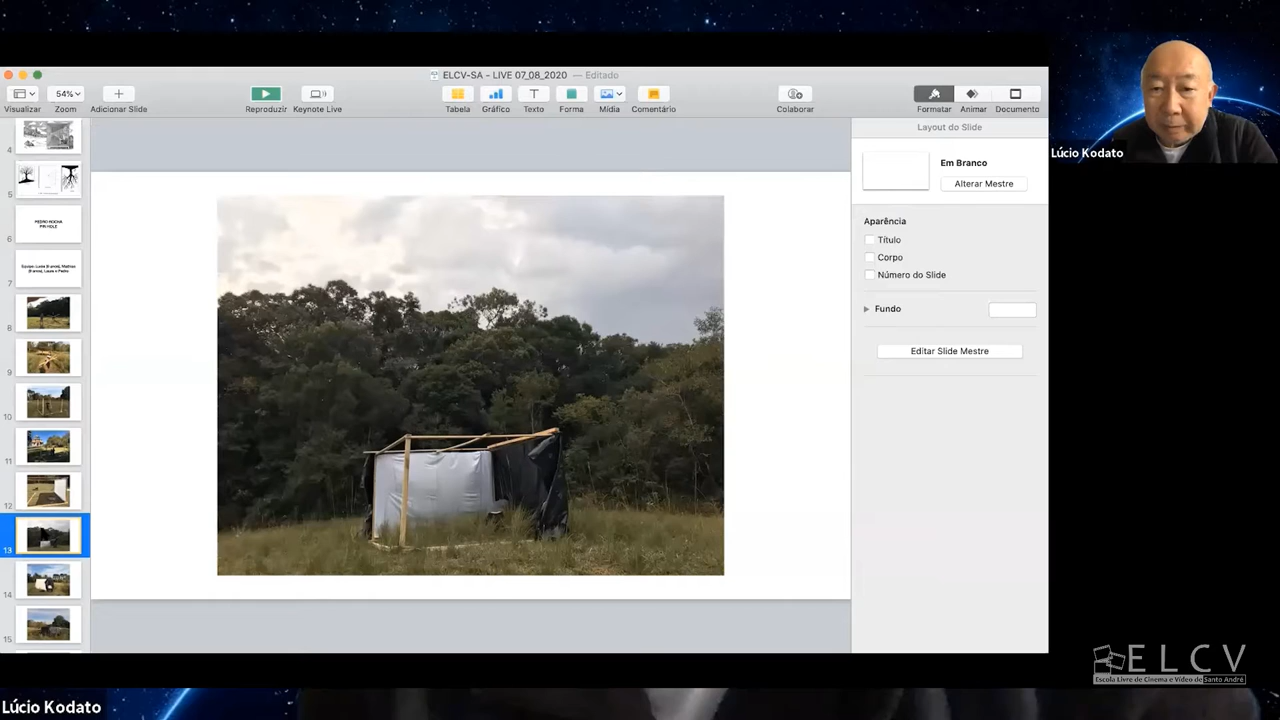 ELCV-SA - LIVE 07_08_2020 — Editado
Visualizar
54%
Zoom
Adicionar Slide
Reproduzir
Keynote Live
Tabela
Gráfico
Texto
Forma
Mídia
Comentário
Colaborar
Formatar
Animar
Documento
4
5
PEDRO ROCHA
PIN HOLE
6
7
8
9
10
11
12
13
14
15
Layout do Slide
Em Branco
Alterar Mestre
Aparência
Título
Corpo
Número do Slide
Fundo
Editar Slide Mestre
Lúcio Kodato
ELCV
Escola Livre de Cinema e Vídeo de Santo André
Lúcio Kodato